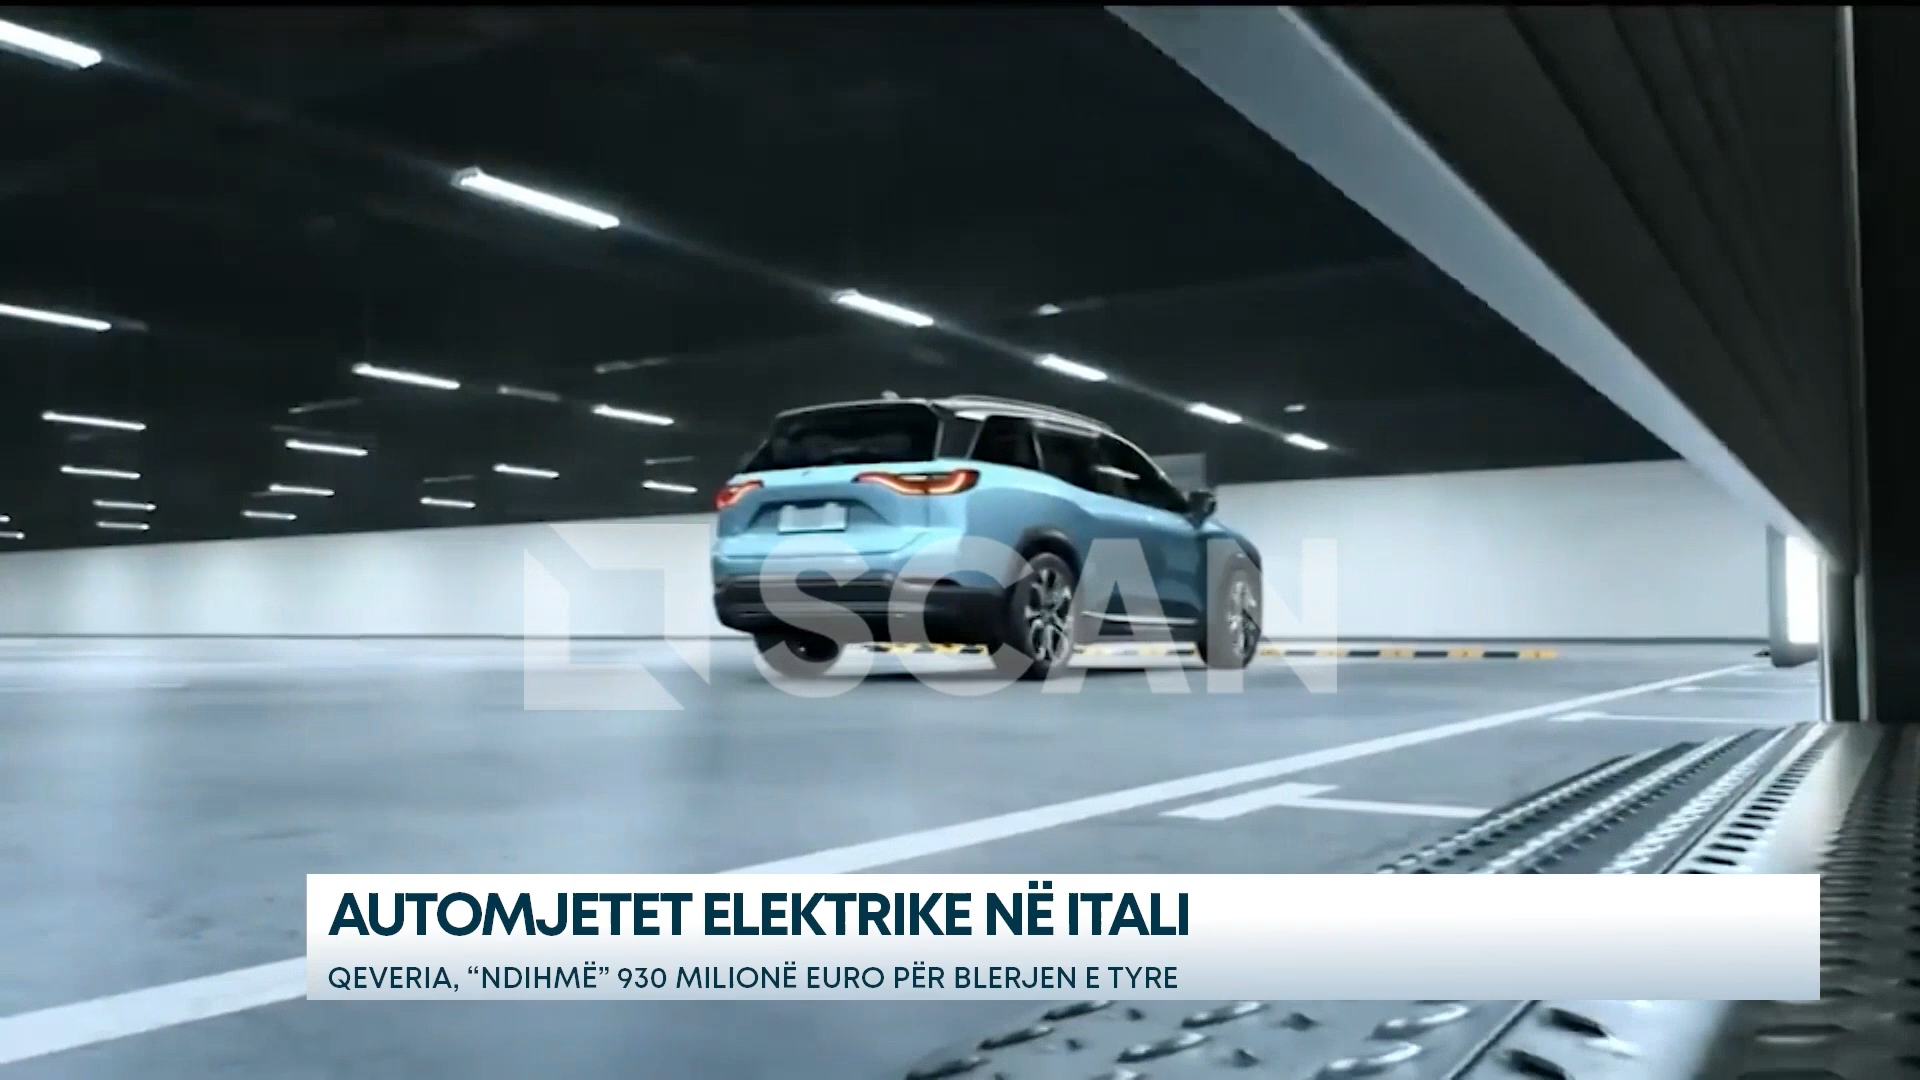 SCAN
AUTOMJETET ELEKTRIKE NË ITALI
QEVERIA, “NDIHMË” 930 MILIONË EURO PËR BLERJEN E TYRE